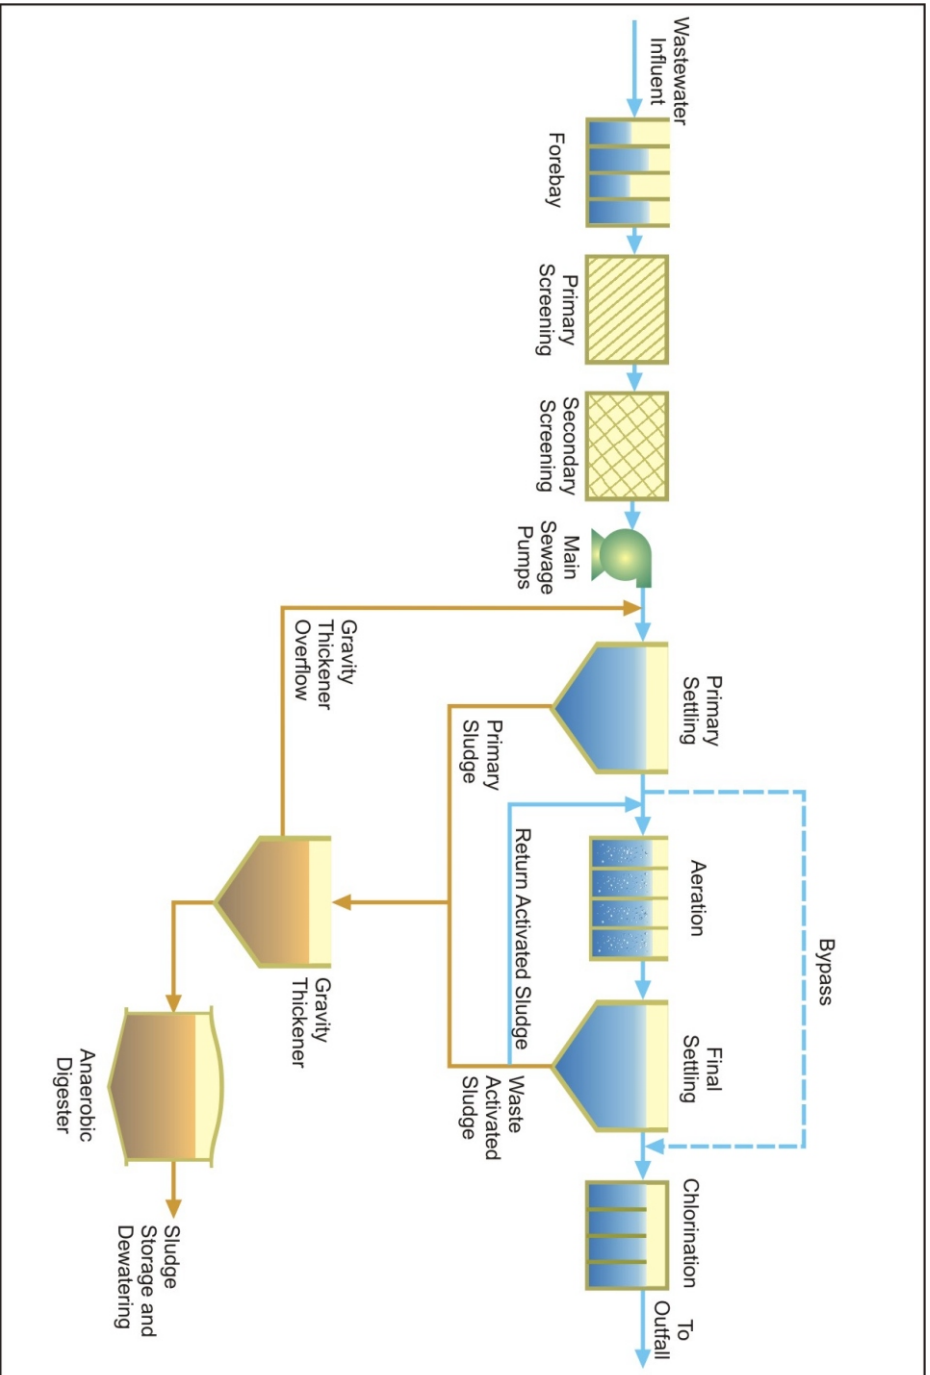 Wastewater
Influent
Forebay
Primary
Screening
Secondary
Screening
Main
Sewage
Pumps
Primary
Settling
Aeration
Final
Settling
Chlorination
To
Outfall
Bypass
Return Activated Sludge
Primary
Sludge
Waste
Activated
Sludge
Gravity
Thickener
Overflow
Gravity
Thickener
Anaerobic
Digester
Sludge
Storage and
Dewatering